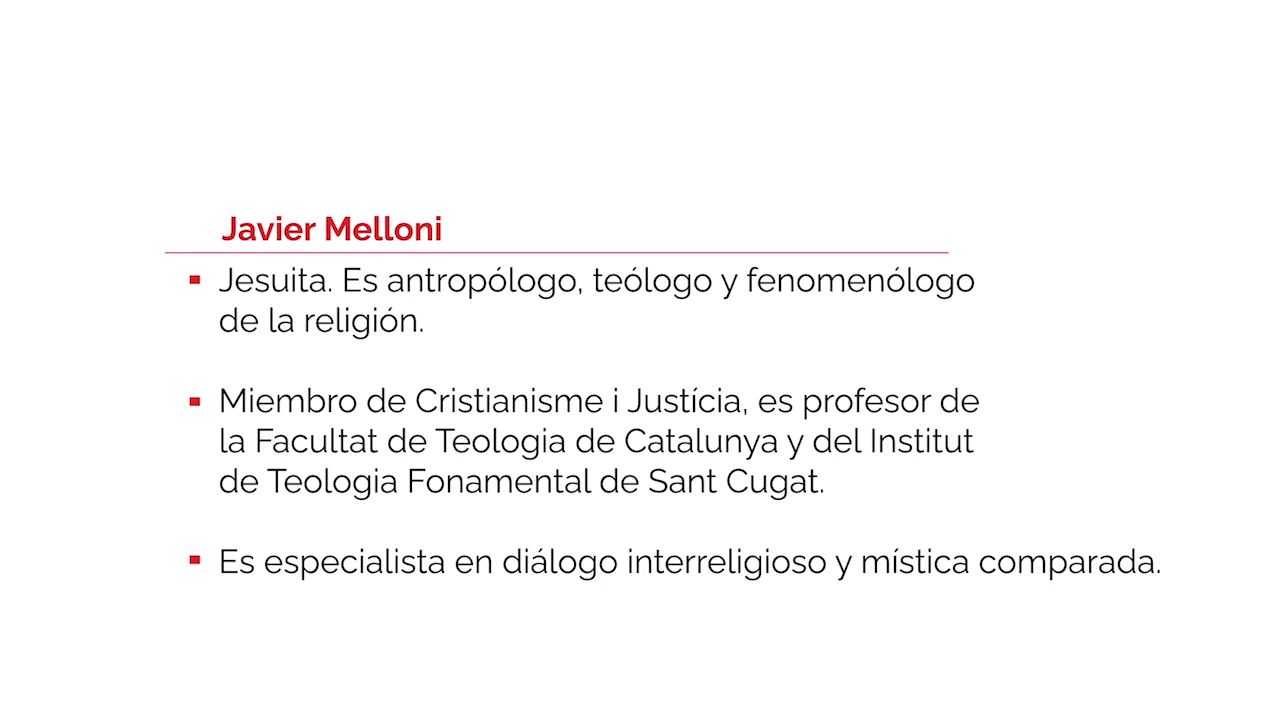 Javier Melloni
Jesuita. Es antropólogo, teólogo y fenomenólogo
de la religión.
Miembro de Cristianisme i Justícia, es profesor de
la Facultat de Teologia de Catalunya y del Institut
de Teologia Fonamental de Sant Cugat.
Es especialista en diálogo interreligioso y mística comparada.